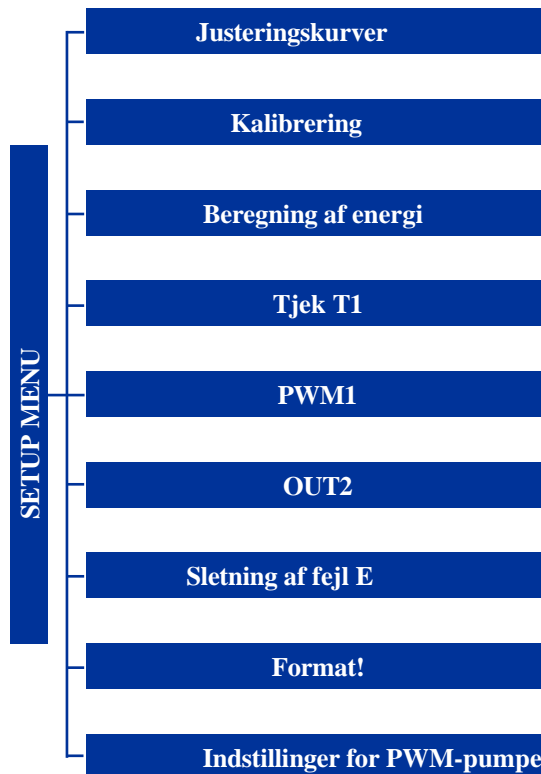 SETUP MENU
Justeringskurver
Kalibrering
Beregning af energi
Tjek T1
PWM1
OUT2
Sletning af fejl E
Format!
Indstillinger for PWM-pumpe